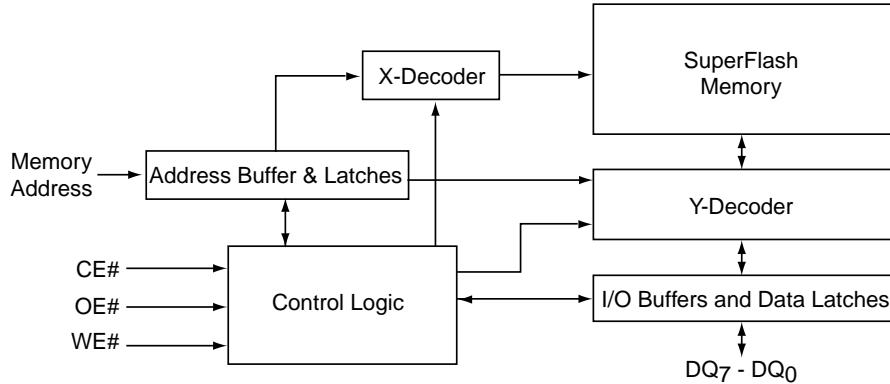 SuperFlash
Memory
X-Decoder
Memory
Address
Address Buffer & Latches
Y-Decoder
CE#
OE#
WE#
Control Logic
I/O Buffers and Data Latches
DQ7 - DQ0